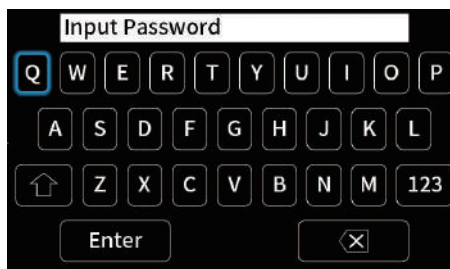 Input Password
Q W E R T Y U I O P
A S D F G H J K L
Z X C V B N M 123
Enter